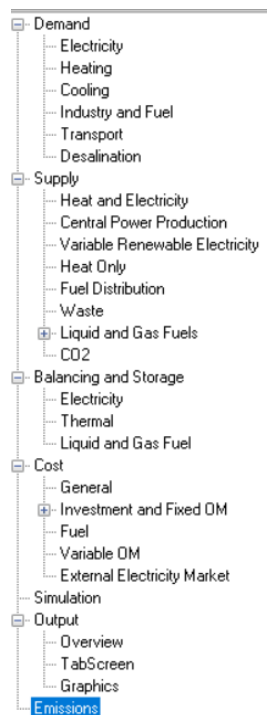 Demand
Electricity
Heating
Cooling
Industry and Fuel
Transport
Desalination
Supply
Heat and Electricity
Central Power Production
Variable Renewable Electricity
Heat Only
Fuel Distribution
Waste
Liquid and Gas Fuels
CO2
Balancing and Storage
Electricity
Thermal
Liquid and Gas Fuel
Cost
General
Investment and Fixed OM
Fuel
Variable OM
External Electricity Market
Simulation
Output
Overview
TabScreen
Graphics
Emissions